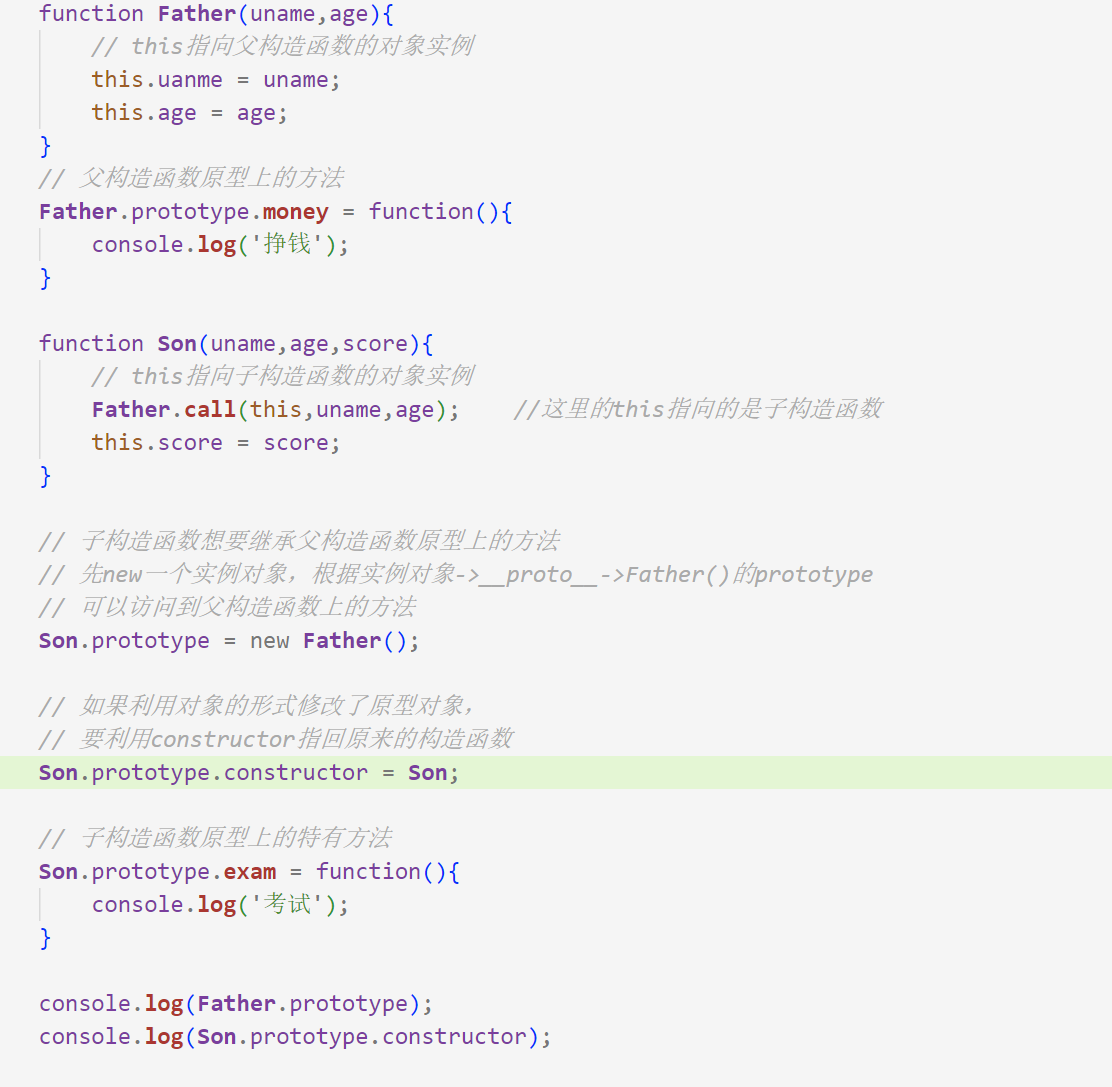 function Father(uname,age){
// this指向父构造函数的对象实例
this.uanme = uname;
this.age = age;
}
// 父构造函数原型上的方法
Father.prototype.money = function(){
console.log('挣钱');
}
function Son(uname,age,score){
// this指向子构造函数的对象实例
Father.call(this,uname,age);    //这里的this指向的是子构造函数
this.score = score;
}
// 子构造函数想要继承父构造函数原型上的方法
// 先new一个实例对象，根据实例对象->__proto__->Father()的prototype
// 可以访问到父构造函数上的方法
Son.prototype = new Father();
// 如果利用对象的形式修改了原型对象，
// 要利用constructor指回原来的构造函数
Son.prototype.constructor = Son;
// 子构造函数原型上的特有方法
Son.prototype.exam = function(){
console.log('考试');
}
console.log(Father.prototype);
console.log(Son.prototype.constructor);